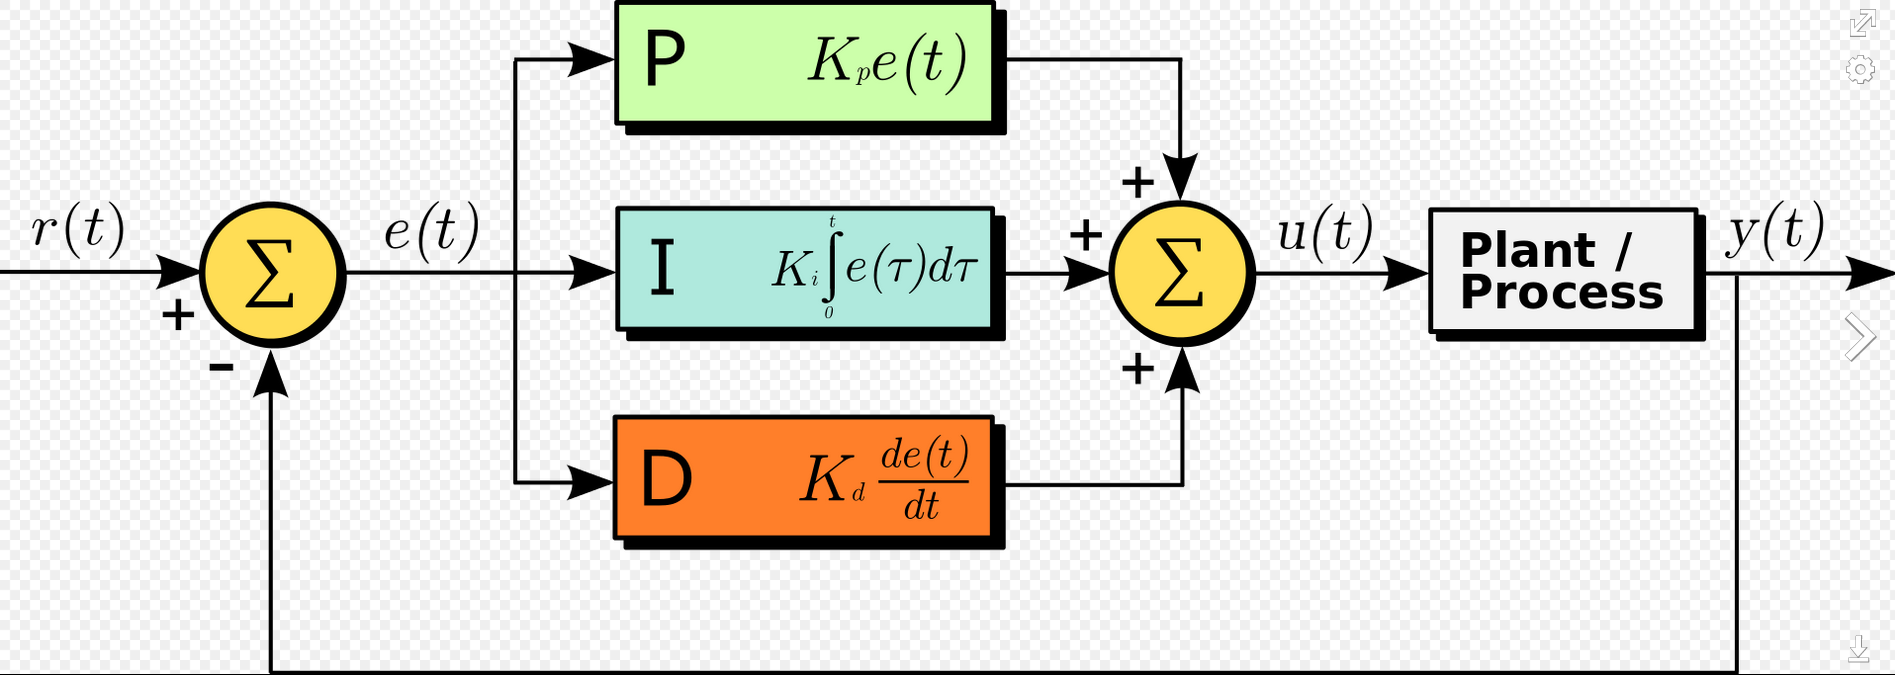 P K_p e(t)
r(t)
+
-
Σ
e(t)
I K_i ∫_0^t e(τ)dτ
+
+
+
Σ
u(t)
Plant /
Process
y(t)
D K_d de(t)/dt